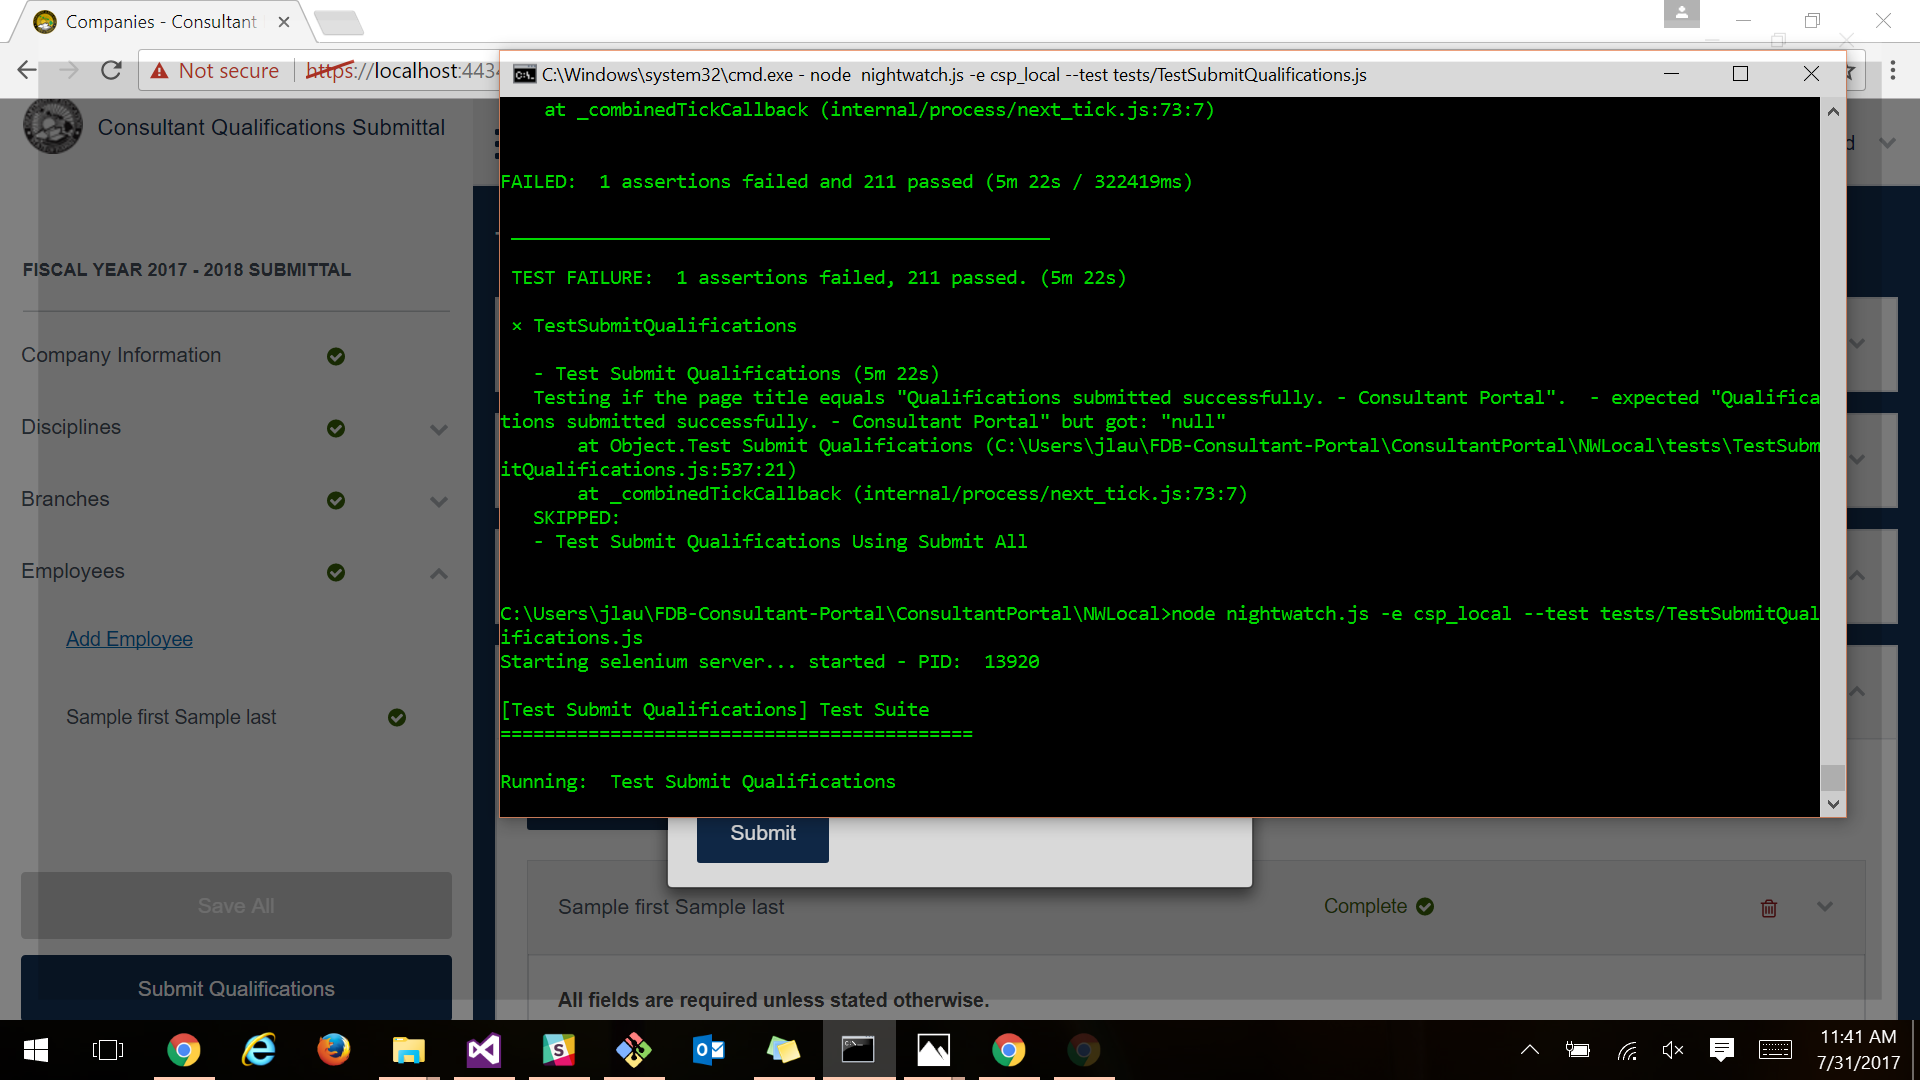 Companies - Consultant
Not secure https://localhost:4434
Consultant Qualifications Submittal
FISCAL YEAR 2017 - 2018 SUBMITTAL
Company Information
Disciplines
Branches
Employees
Add Employee
Sample first Sample last
Save All
Submit Qualifications
C:\Windows\system32\cmd.exe - node  nightwatch.js -e csp_local --test tests/TestSubmitQualifications.js
at _combinedTickCallback (internal/process/next_tick.js:73:7)
FAILED:  1 assertions failed and 211 passed (5m 22s / 322419ms)
TEST FAILURE:  1 assertions failed, 211 passed. (5m 22s)
× TestSubmitQualifications
- Test Submit Qualifications (5m 22s)
Testing if the page title equals "Qualifications submitted successfully. - Consultant Portal".  - expected "Qualifica
tions submitted successfully. - Consultant Portal" but got: "null"
at Object.Test Submit Qualifications (C:\Users\jlau\FDB-Consultant-Portal\ConsultantPortal\NWLocal\tests\TestSubm
itQualifications.js:537:21)
at _combinedTickCallback (internal/process/next_tick.js:73:7)
SKIPPED:
- Test Submit Qualifications Using Submit All
C:\Users\jlau\FDB-Consultant-Portal\ConsultantPortal\NWLocal>node nightwatch.js -e csp_local --test tests/TestSubmitQual
ifications.js
Starting selenium server... started - PID:  13920
[Test Submit Qualifications] Test Suite
===========================================
Running:  Test Submit Qualifications
Submit
Sample first Sample last
Complete
All fields are required unless stated otherwise.
11:41 AM
7/31/2017